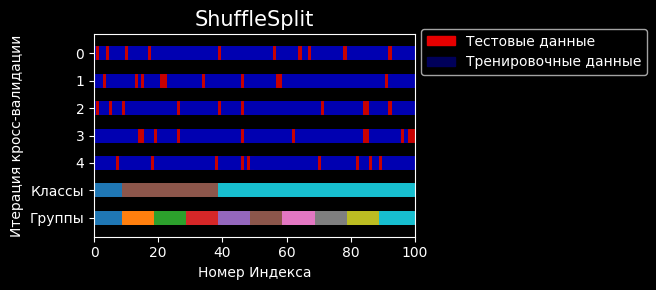 ShuffleSplit
Тестовые данные
Тренировочные данные
Итерация кросс-валидации
0
1
2
3
4
Классы
Группы
0 20 40 60 80 100
Номер Индекса